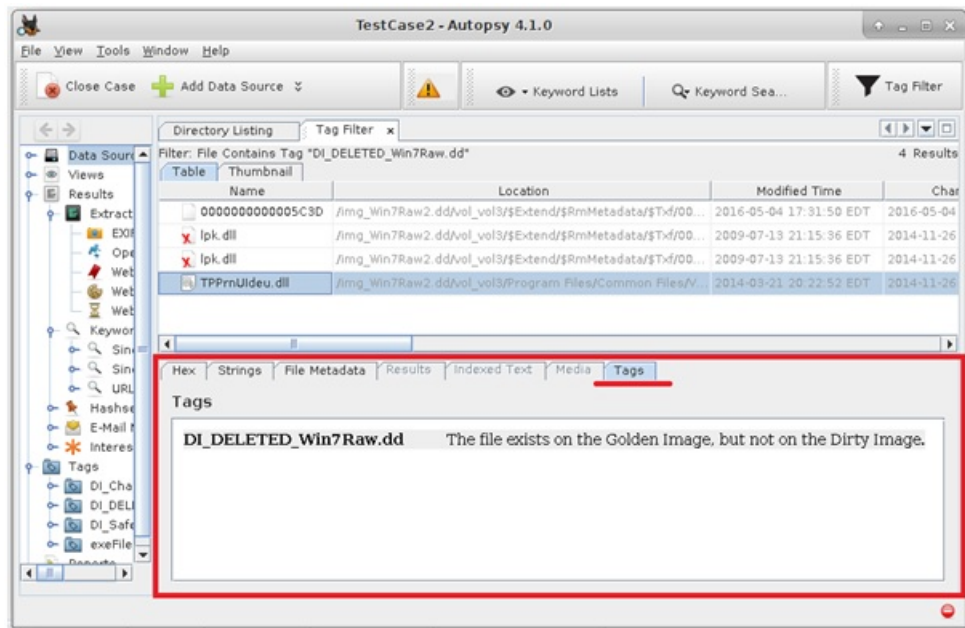 TestCase2 - Autopsy 4.1.0
File View Tools Window Help
Close Case Add Data Source Keyword Lists Keyword Sea... Tag Filter
Directory Listing Tag Filter x
Filter: File Contains Tag "DI_DELETED_Win7Raw.dd" 4 Results
Table Thumbnail
Name Location Modified Time Char
0000000000005C3D /img_Win7Raw2.dd/vol_vol3/$Extend/$RmMetadata/$Txf/00... 2016-05-04 17:31:50 EDT 2016-05-04
lpk.dll /img_Win7Raw2.dd/vol_vol3/$Extend/$RmMetadata/$Txf/00... 2009-07-13 21:15:36 EDT 2014-11-26
lpk.dll /img_Win7Raw2.dd/vol_vol3/$Extend/$RmMetadata/$Txf/00... 2009-07-13 21:15:36 EDT 2014-11-26
TPPrnUIdeu.dll /img_Win7Raw2.dd/vol_vol3/Program Files/Common Files/V... 2014-03-21 20:22:52 EDT 2014-11-26
Data Sourc
Views
Results
Extract
EXIF
Ope
Web
Web
Web
Keywor
Sin
Sin
URL
Hashse
E-Mail
Interes
Tags
DI_Cha
DI_DELI
DI_Safe
exeFile
Reports
Hex Strings File Metadata Results Indexed Text Media Tags
Tags
DI_DELETED_Win7Raw.dd The file exists on the Golden Image, but not on the Dirty Image.